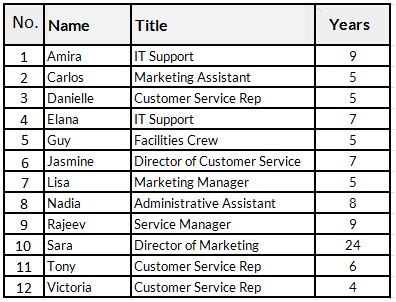 No. Name Title Years
1 Amira IT Support 9
2 Carlos Marketing Assistant 5
3 Danielle Customer Service Rep 5
4 Elana IT Support 7
5 Guy Facilities Crew 5
6 Jasmine Director of Customer Service 7
7 Lisa Marketing Manager 5
8 Nadia Administrative Assistant 8
9 Rajeev Service Manager 9
10 Sara Director of Marketing 24
11 Tony Customer Service Rep 6
12 Victoria Customer Service Rep 4